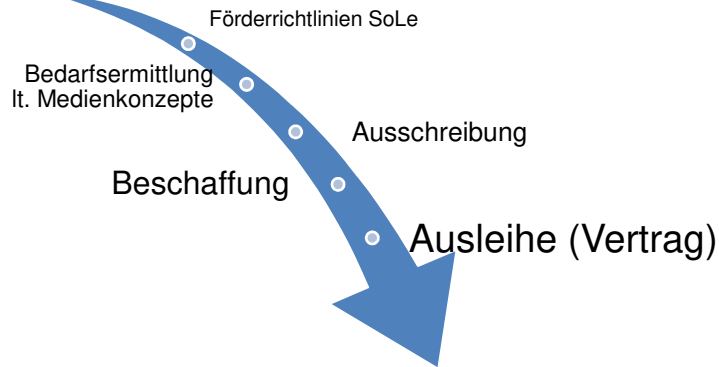 Förderrichtlinien SoLe
Bedarfsermittlung
lt. Medienkonzepte
Ausschreibung
Beschaffung
Ausleihe (Vertrag)